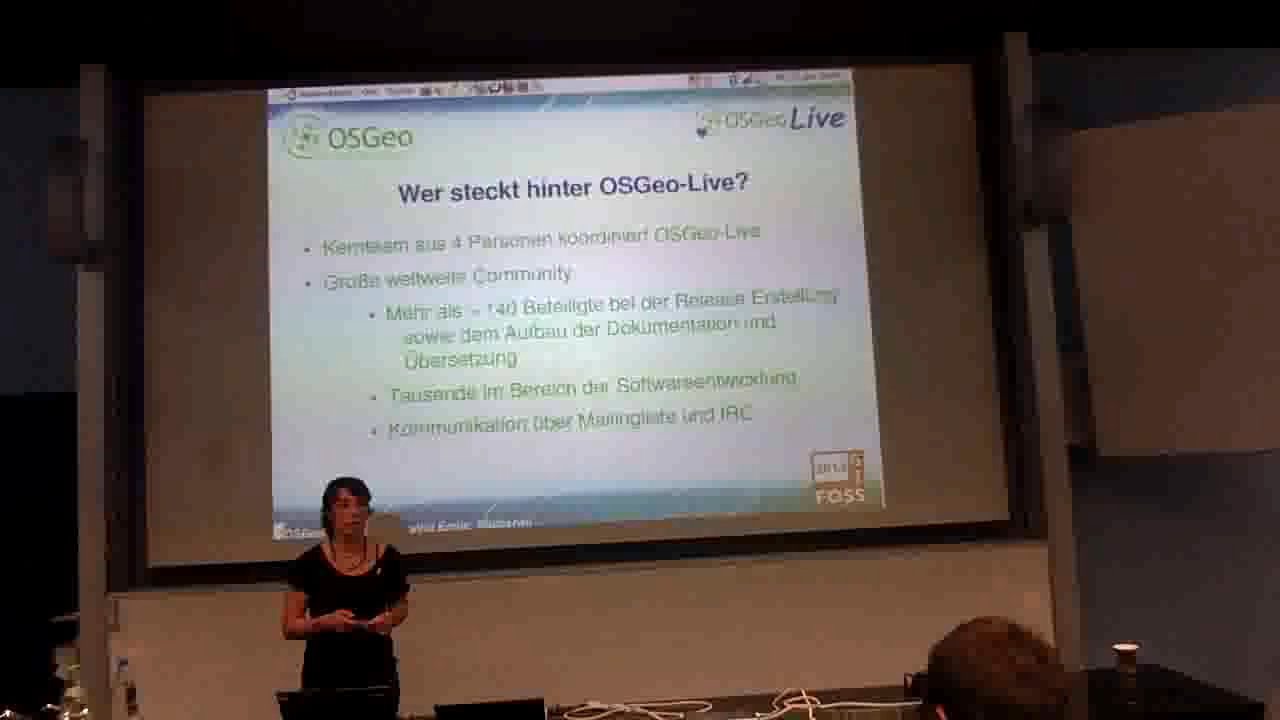 OSGeo
OSGeo Live
Wer steckt hinter OSGeo-Live?
• Kernteam aus 4 Personen koordiniert OSGeo-Live
• Große weltweite Community
• Mehr als 140 Beteiligte bei der Release Erstellung
sowie dem Aufbau der Dokumentation und
Übersetzung
• Tausende im Bereich der Softwareentwicklung
• Kommunikation über Mailingliste und IRC
FOSS